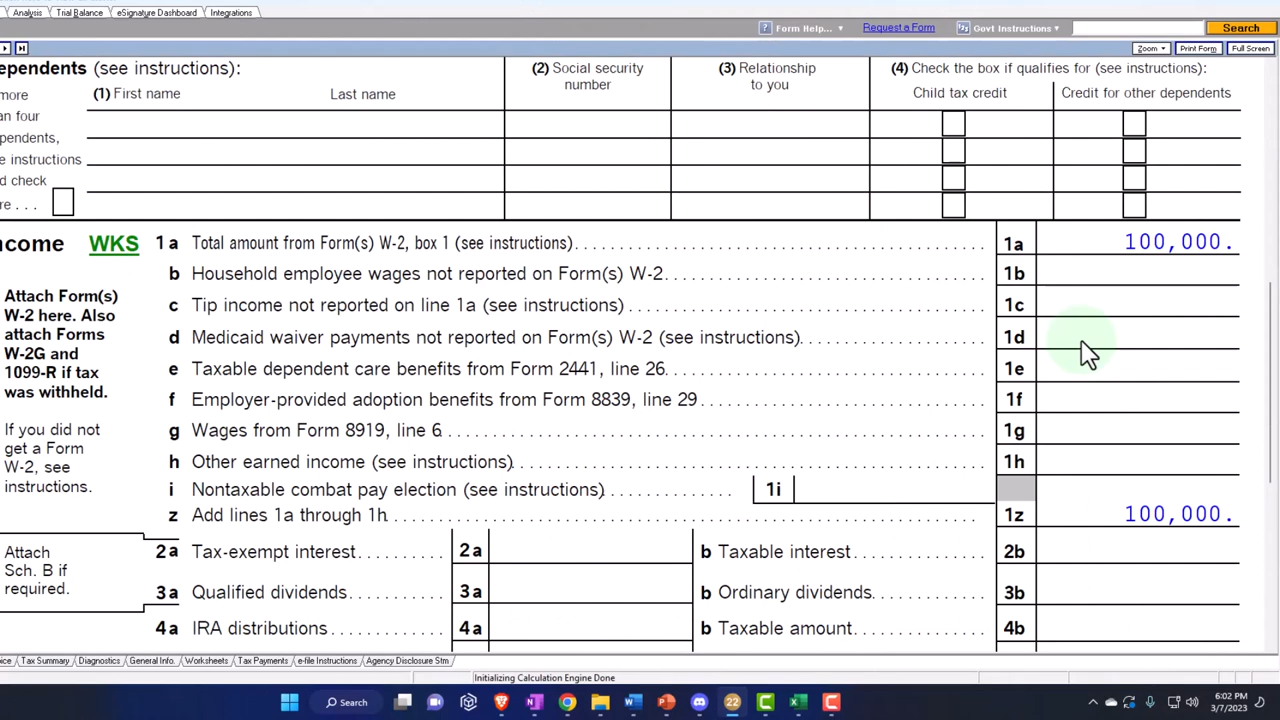 Analysis Trial Balance eSignature Dashboard Integrations
? Form Help... Request a Form Govt Instructions Search
Zoom Print Form Full Screen
ependents (see instructions): (2) Social security number (3) Relationship to you (4) Check the box if qualifies for (see instructions):
(1) First name Last name Child tax credit Credit for other dependents
more
an four
pendents,
e instructions
d check
re . . .
ncome WKS 1 a Total amount from Form(s) W-2, box 1 (see instructions) 1a 100,000.
b Household employee wages not reported on Form(s) W-2 1b
c Tip income not reported on line 1a (see instructions) 1c
d Medicaid waiver payments not reported on Form(s) W-2 (see instructions) 1d
e Taxable dependent care benefits from Form 2441, line 26 1e
f Employer-provided adoption benefits from Form 8839, line 29 1f
g Wages from Form 8919, line 6 1g
h Other earned income (see instructions) 1h
i Nontaxable combat pay election (see instructions) 1i
z Add lines 1a through 1h 1z 100,000.
Attach Form(s)
W-2 here. Also
attach Forms
W-2G and
1099-R if tax
was withheld.
If you did not
get a Form
W-2, see
instructions.
2a Tax-exempt interest 2a b Taxable interest 2b
3a Qualified dividends 3a b Ordinary dividends 3b
4a IRA distributions 4a b Taxable amount 4b
Attach
Sch. B if
required.
oice Tax Summary Diagnostics General Info. Worksheets Tax Payments e-file Instructions Agency Disclosure Stm
Initializing Calculation Engine Done
Search 22 6:02 PM
3/7/2023